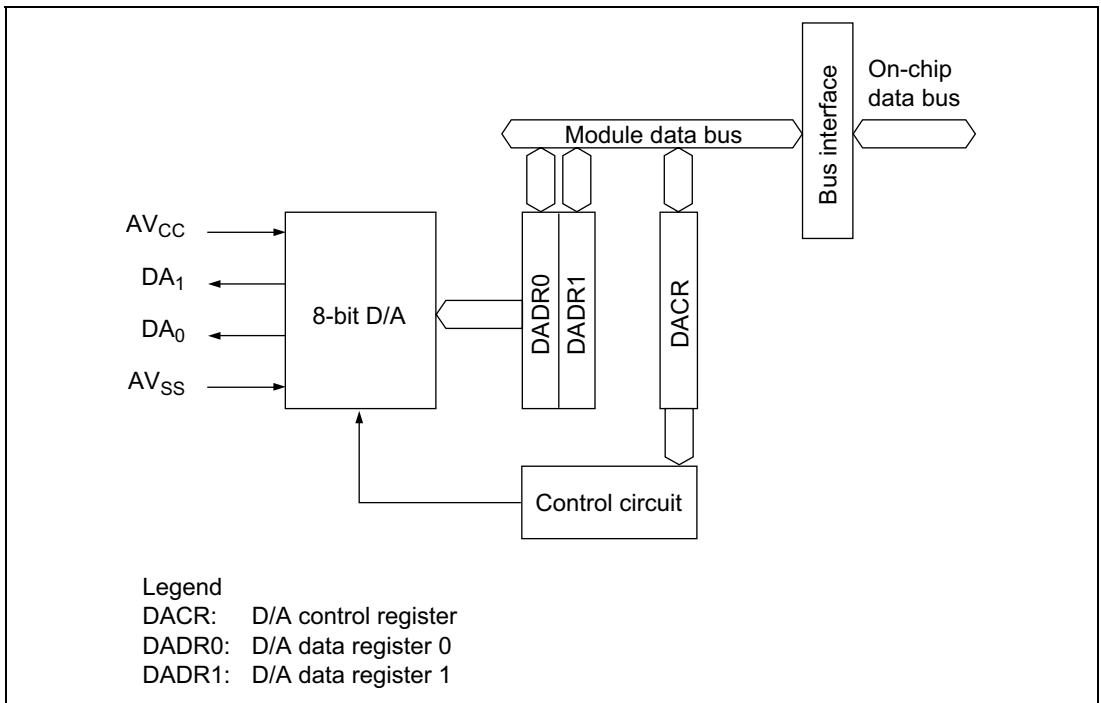 Bus interface
On-chip
data bus
Module data bus
AVCC
DA1
DA0
AVSS
8-bit D/A
DADR0
DADR1
DACR
Control circuit
Legend
DACR: D/A control register
DADR0: D/A data register 0
DADR1: D/A data register 1